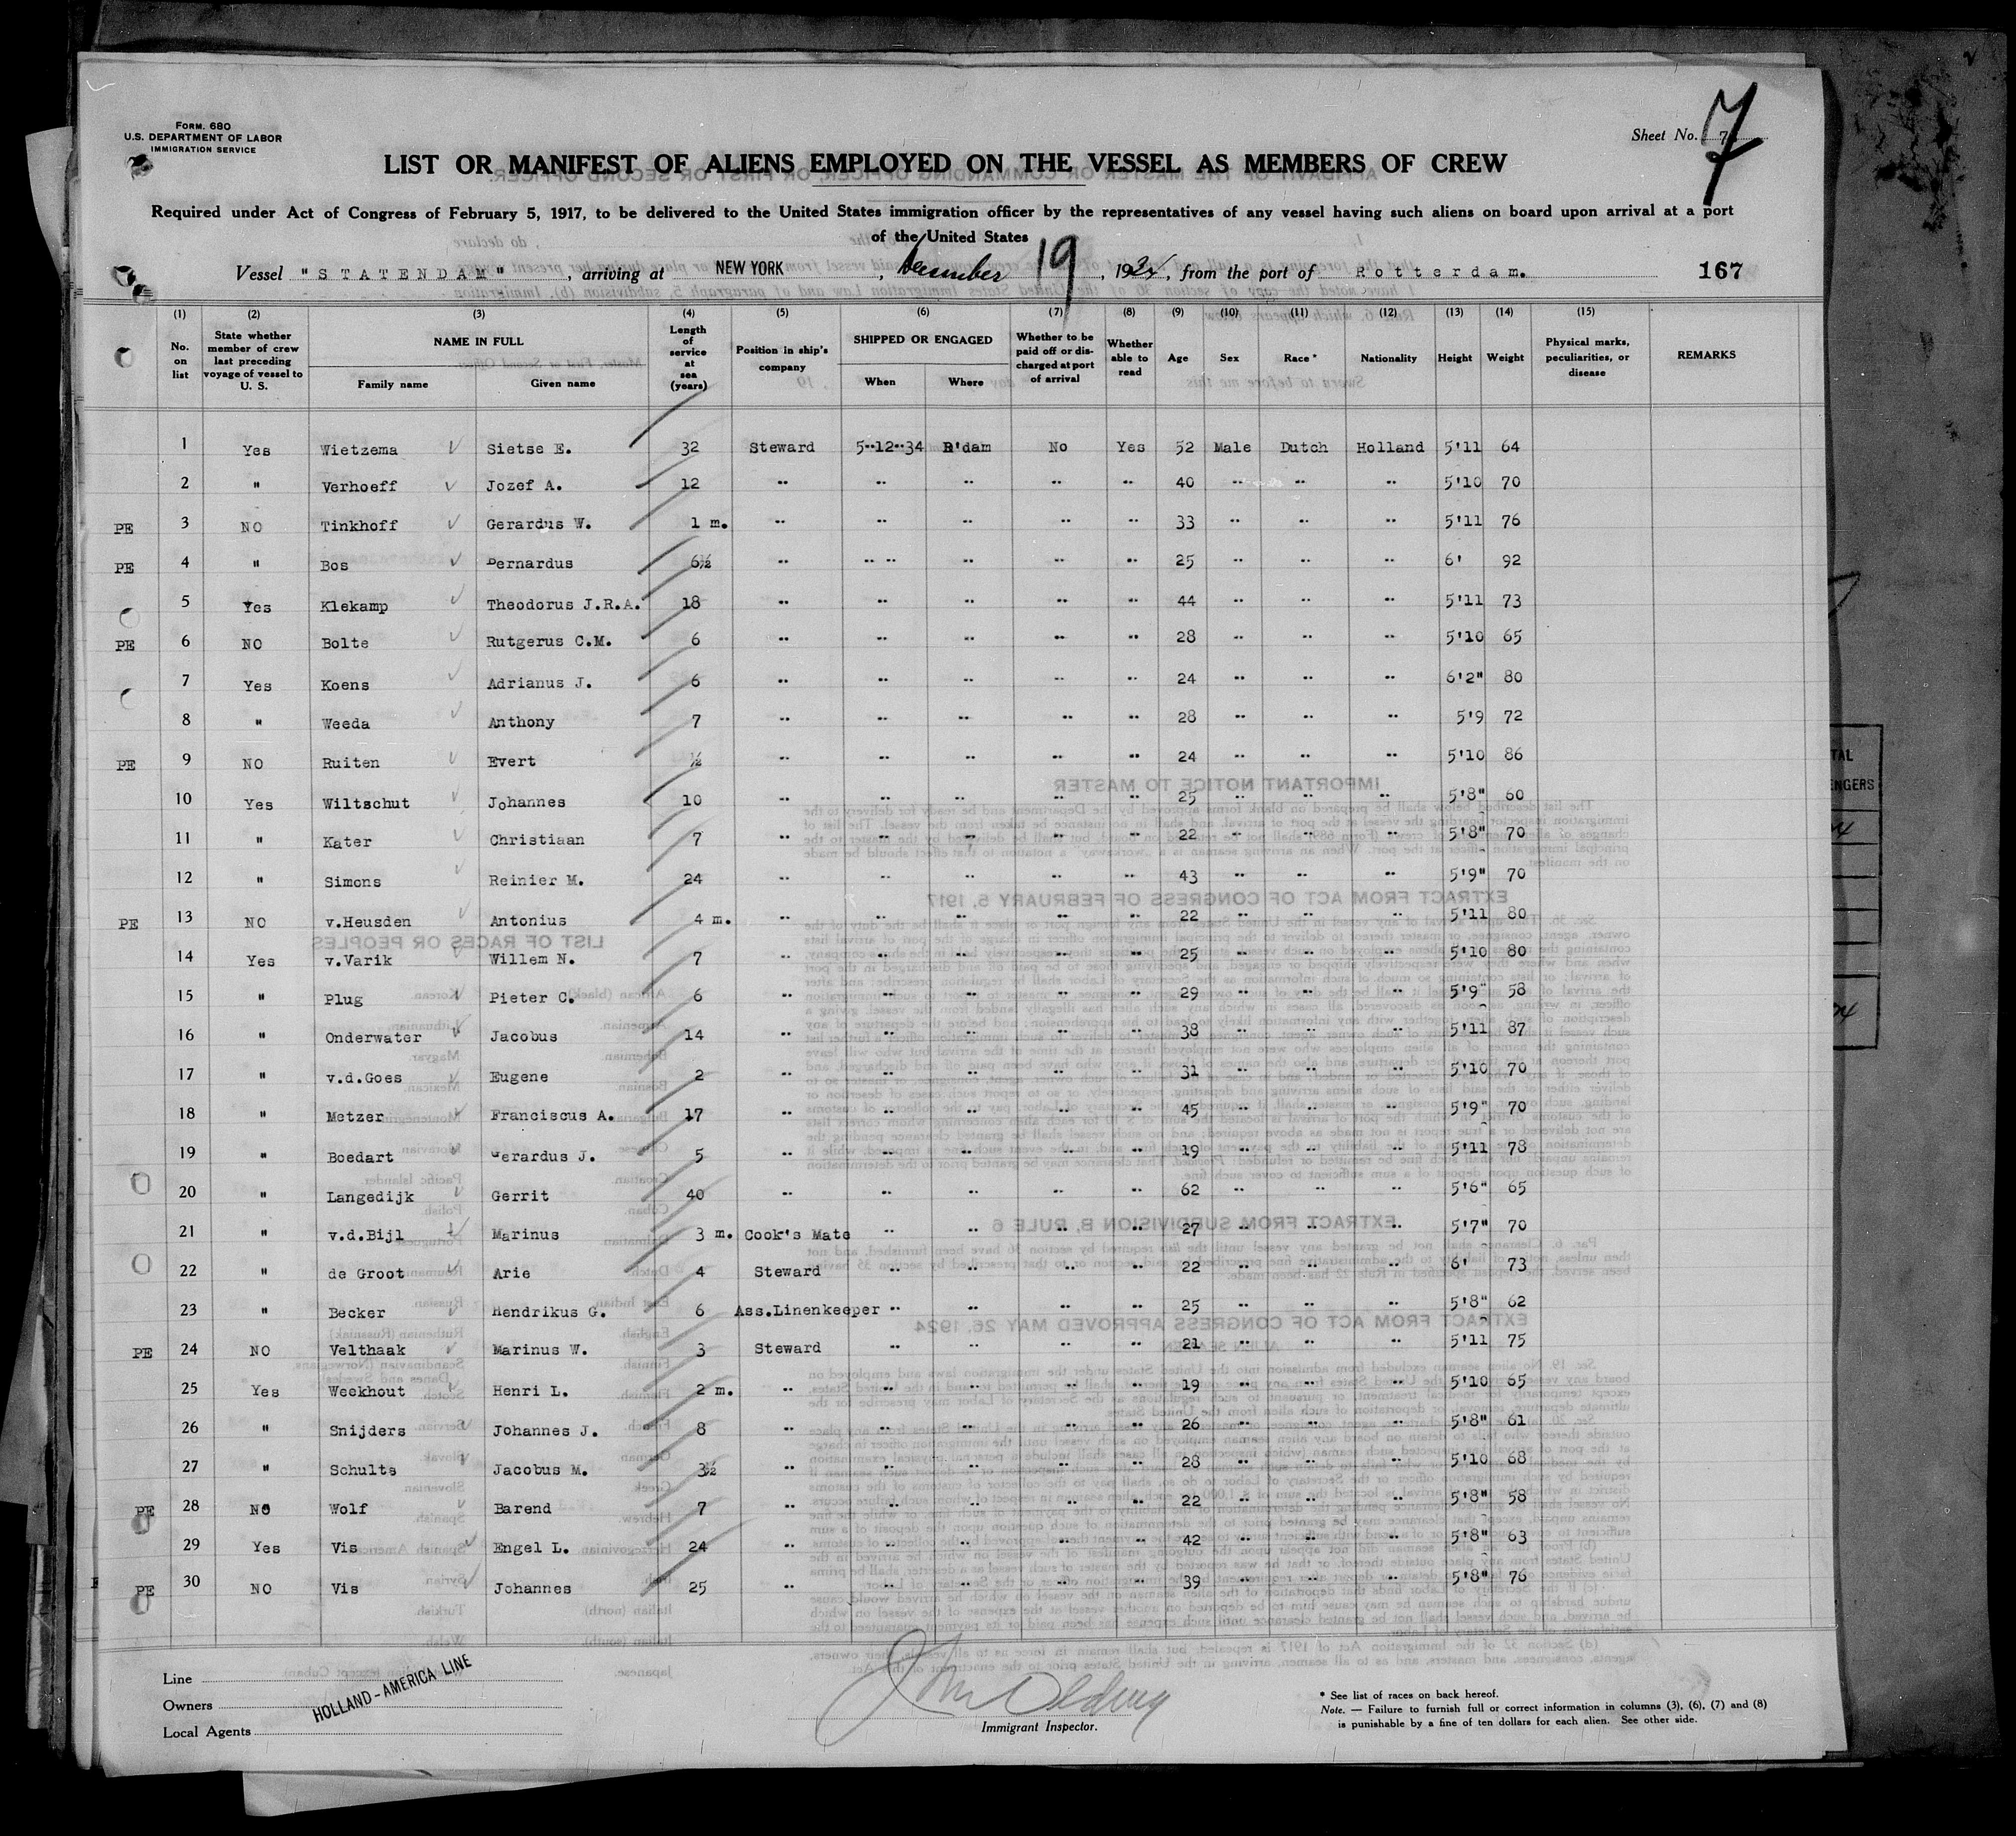 Form. 680
U.S. DEPARTMENT OF LABOR
IMMIGRATION SERVICE
Sheet No. 7
7
LIST OR MANIFEST OF ALIENS EMPLOYED ON THE VESSEL AS MEMBERS OF CREW
Required under Act of Congress of February 5, 1917, to be delivered to the United States immigration officer by the representatives of any vessel having such aliens on board upon arrival at a port
of the United States
Vessel "STATENDAM", arriving at NEW YORK, December 19, 1934, from the port of Rotterdam. 167
(1) (2) (3) (4) (5) (6) (7) (8) (9) (10) (11) (12) (13) (14) (15)
No. on list | State whether member of crew last preceding voyage of vessel to U. S. | NAME IN FULL | Length of service at sea (years) | Position in ship's company | SHIPPED OR ENGAGED | Whether to be paid off or discharged at port of arrival | Whether able to read | Age | Sex | Race * | Nationality | Height | Weight | Physical marks, peculiarities, or disease | REMARKS
Family name | Given name | When | Where
1 Yes Wietzema Sietse E. 32 Steward 5-12-34 R'dam No Yes 52 Male Dutch Holland 5'11 64
2 " Verhoeff Jozef A. 12 " " " " " 40 " " " 5'10 70
PE 3 NO Tinkhoff Gerardus W. 1 m. " " " " " 33 " " " 5'11 76
PE 4 " Bos Bernardus 6½ " " " " " 25 " " " 6' 92
5 Yes Klekamp Theodorus J.R.A. 18 " " " " " 44 " " " 5'11 73
PE 6 NO Bolte Rutgerus C.M. 6 " " " " " 28 " " " 5'10 65
7 Yes Koens Adrianus J. 6 " " " " " 24 " " " 6'2" 80
8 " Weeda Anthony 7 " " " " " 28 " " " 5'9 72
PE 9 NO Ruiten Evert ½ " " " " " 24 " " " 5'10 86
10 Yes Wiltschut Johannes 10 " " " " " 25 " " " 5'8" 60
11 " Kater Christiaan 7 " " " " " 22 " " " 5'8" 70
12 " Simons Reinier M. 24 " " " " " 43 " " " 5'9" 70
PE 13 NO v.Heusden Antonius 4 m. " " " " " 22 " " " 5'11 80
14 Yes v.Varik Willem N. 7 " " " " " 25 " " " 5'10 80
15 " Plug Pieter C. 6 " " " " " 29 " " " 5'9" 58
16 " Onderwater Jacobus 14 " " " " " 38 " " " 5'11 87
17 " v.d.Goes Eugene 2 " " " " " 31 " " " 5'10 70
18 " Metzer Franciscus A. 17 " " " " " 45 " " " 5'9" 70
19 " Boedart Gerardus J. 5 " " " " " 19 " " " 5'11 78
20 " Langedijk Gerrit 40 " " " " " 62 " " " 5'6" 65
21 " v.d.Bijl Marinus 3 m. Cook's Mate " " " " 27 " " " 5'7" 70
22 " de Groot Arie 4 Steward " " " " 22 " " " 6' 73
23 " Becker Hendrikus G. 6 Ass.Linenkeeper " " " " 25 " " " 5'8" 62
PE 24 NO Velthaak Marinus W. 3 Steward " " " " 21 " " " 5'11 75
25 Yes Weekhout Henri L. 2 m. " " " " " 19 " " " 5'10 65
26 " Snijders Johannes J. 8 " " " " " 26 " " " 5'8" 61
27 " Schulte Jacobus M. 3½ " " " " " 28 " " " 5'10 68
PE 28 NO Wolf Barend 7 " " " " " 22 " " " 5'8" 58
29 Yes Vis Engel L. 24 " " " " " 42 " " " 5'8" 63
PE 30 NO Vis Johannes 25 " " " " " 39 " " " 5'8" 76
Line
Owners HOLLAND-AMERICA LINE
Local Agents
Immigrant Inspector.
* See list of races on back hereof.
Note. — Failure to furnish full or correct information in columns (3), (6), (7) and (8)
is punishable by a fine of ten dollars for each alien. See other side.